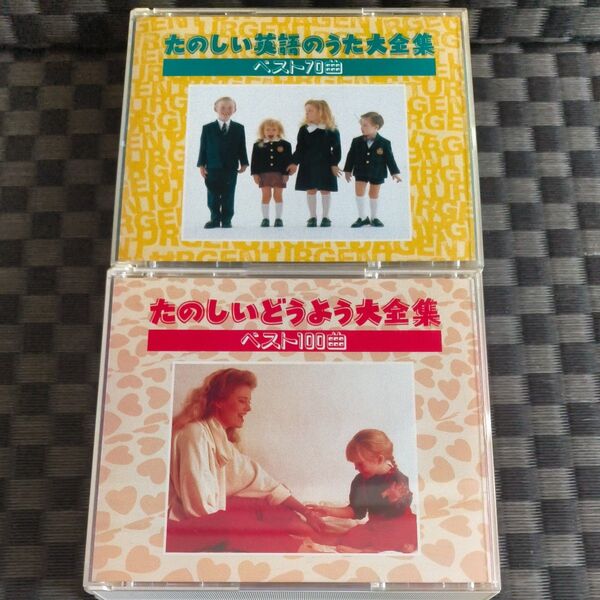 たのしい英語のうた大全集
ベスト70曲
たのしいどうよう大全集
ベスト100曲